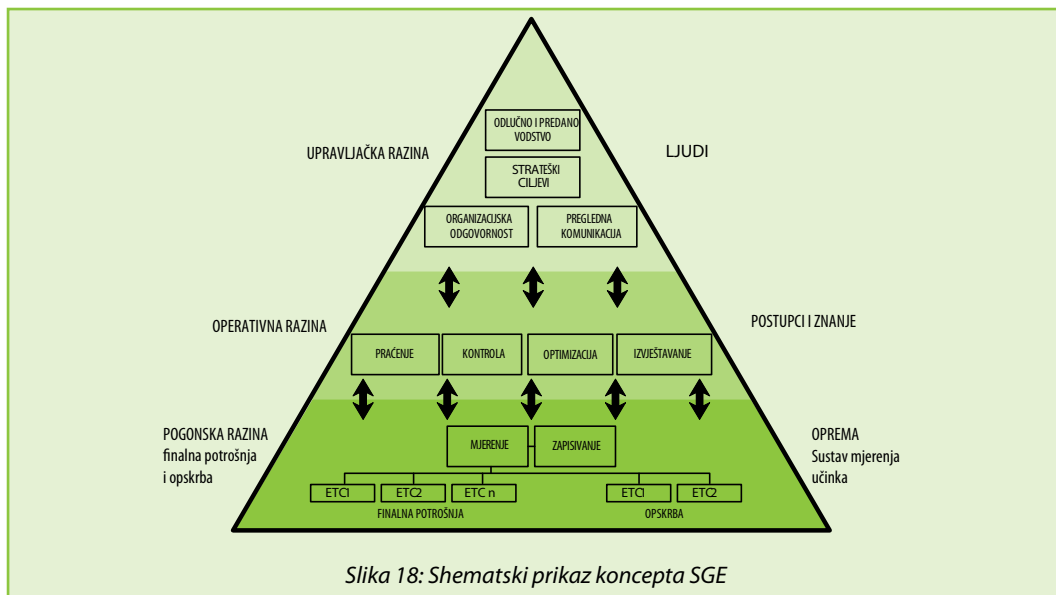 ODLUČNO I PREDANO
VODSTVO
UPRAVLJAČKA RAZINA
LJUDI
STRATEŠKI
CILJEVI
ORGANIZACIJSKA
ODGOVORNOST
PREGLEDNA
KOMUNIKACIJA
OPERATIVNA RAZINA
POSTUPCI I ZNANJE
PRAĆENJE
KONTROLA
OPTIMIZACIJA
IZVJEŠTAVANJE
POGONSKA RAZINA
finalna potrošnja
i opskrba
MJERENJE
ZAPISIVANJE
OPREMA
Sustav mjerenja
učinka
ETC1
ETC2
ETC n
ETC1
ETC2
FINALNA POTROŠNJA
OPSKRBA
Slika 18: Shematski prikaz koncepta SGE